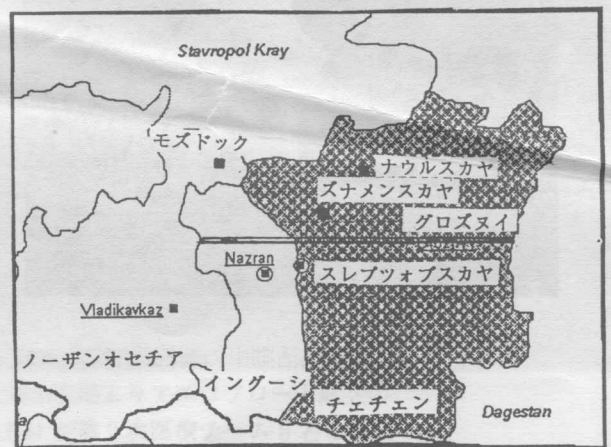 Stavropol Kray
モズドック
ナウルスカヤ
ズナメンスカヤ
グロズヌイ
Nazran
スレプツォブスカヤ
Vladikavkaz
ノーザンオセチア
イングーシ
チェチェン
Dagestan
a